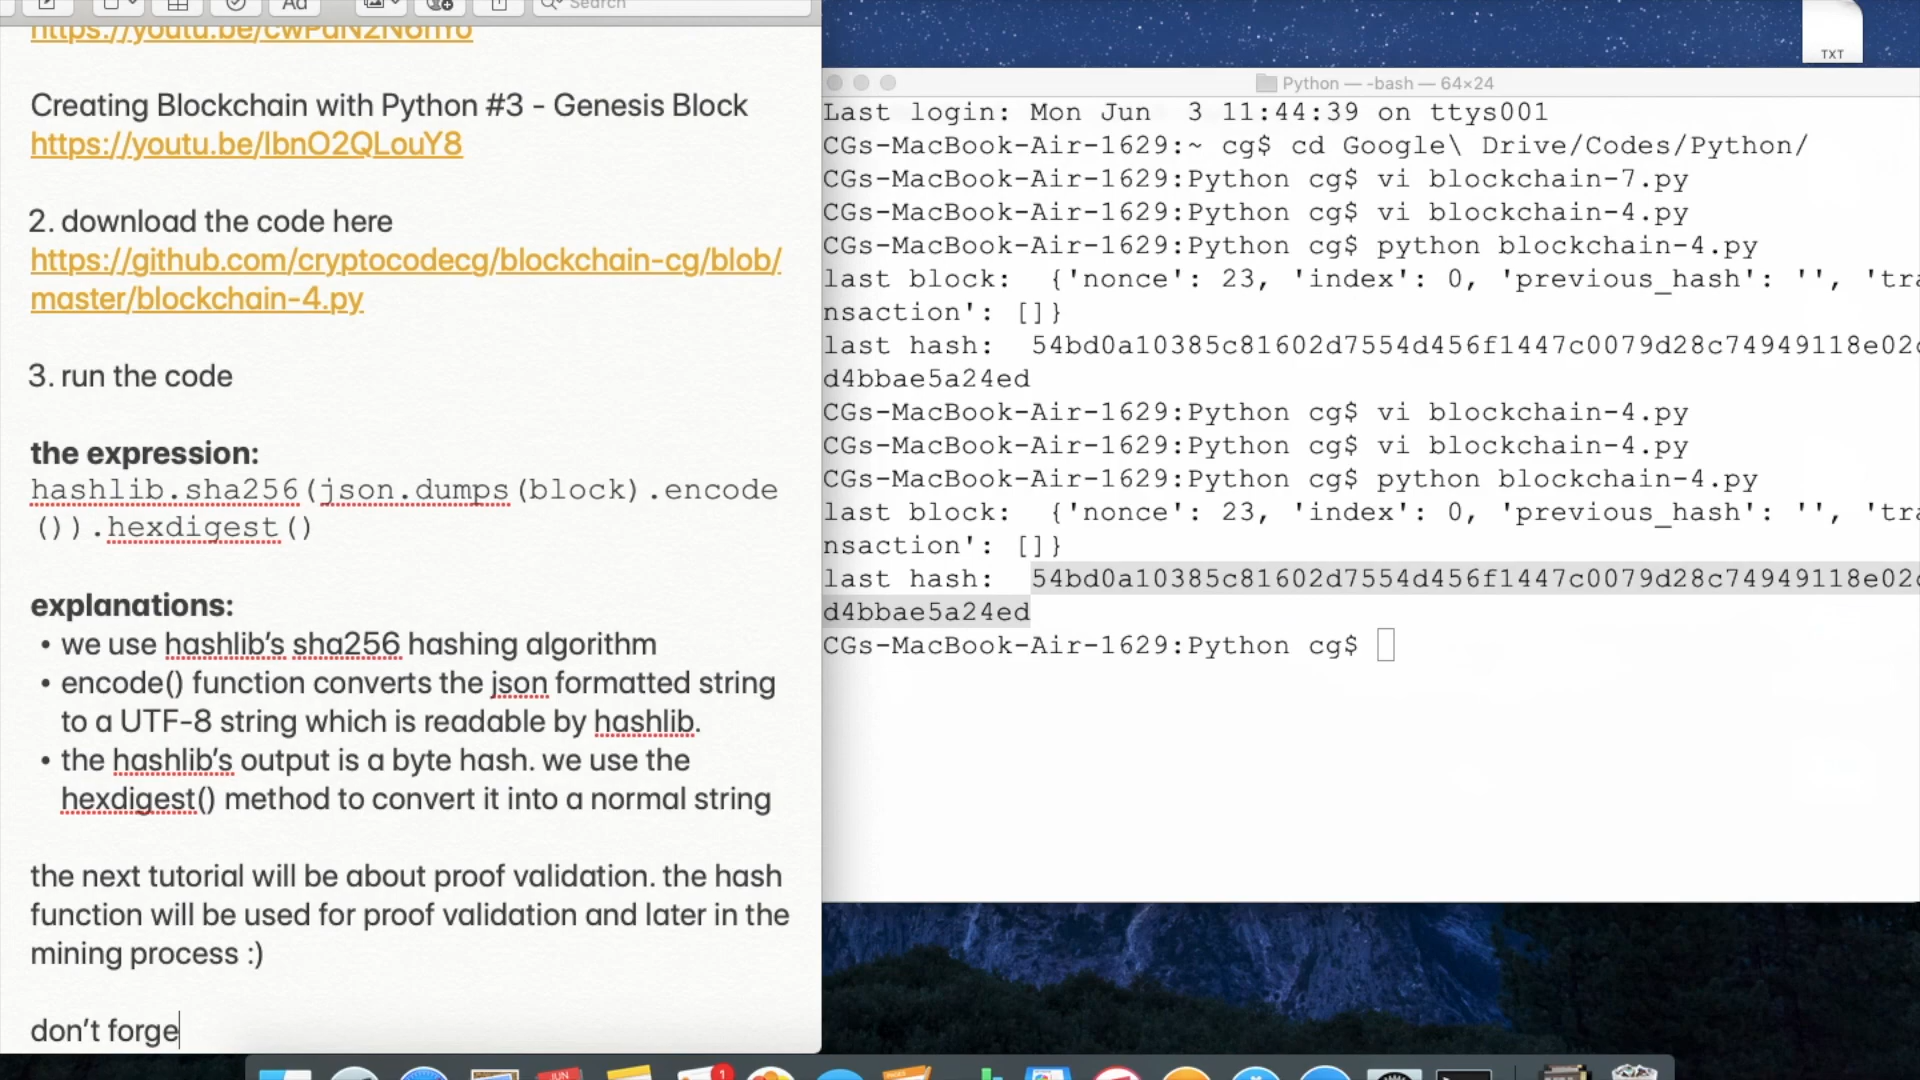 Aa
Search
https://youtu.be/cwPdN2N6hY0
Creating Blockchain with Python #3 - Genesis Block
https://youtu.be/lbnO2QLouY8
2. download the code here
https://github.com/cryptocodecg/blockchain-cg/blob/
master/blockchain-4.py
3. run the code
the expression:
hashlib.sha256(json.dumps(block).encode
()).hexdigest()
explanations:
• we use hashlib's sha256 hashing algorithm
• encode() function converts the json formatted string
to a UTF-8 string which is readable by hashlib.
• the hashlib's output is a byte hash. we use the
hexdigest() method to convert it into a normal string
the next tutorial will be about proof validation. the hash
function will be used for proof validation and later in the
mining process :)
don't forge
TXT
Python — -bash — 64×24
Last login: Mon Jun 3 11:44:39 on ttys001
CGs-MacBook-Air-1629:~ cg$ cd Google\ Drive/Codes/Python/
CGs-MacBook-Air-1629:Python cg$ vi blockchain-7.py
CGs-MacBook-Air-1629:Python cg$ vi blockchain-4.py
CGs-MacBook-Air-1629:Python cg$ python blockchain-4.py
last block: {'nonce': 23, 'index': 0, 'previous_hash': '', 'tra
nsaction': []}
last hash: 54bd0a10385c81602d7554d456f1447c0079d28c74949118e02
d4bbae5a24ed
CGs-MacBook-Air-1629:Python cg$ vi blockchain-4.py
CGs-MacBook-Air-1629:Python cg$ vi blockchain-4.py
CGs-MacBook-Air-1629:Python cg$ python blockchain-4.py
last block: {'nonce': 23, 'index': 0, 'previous_hash': '', 'tra
nsaction': []}
last hash: 54bd0a10385c81602d7554d456f1447c0079d28c74949118e02
d4bbae5a24ed
CGs-MacBook-Air-1629:Python cg$
JUN
1
PAGES